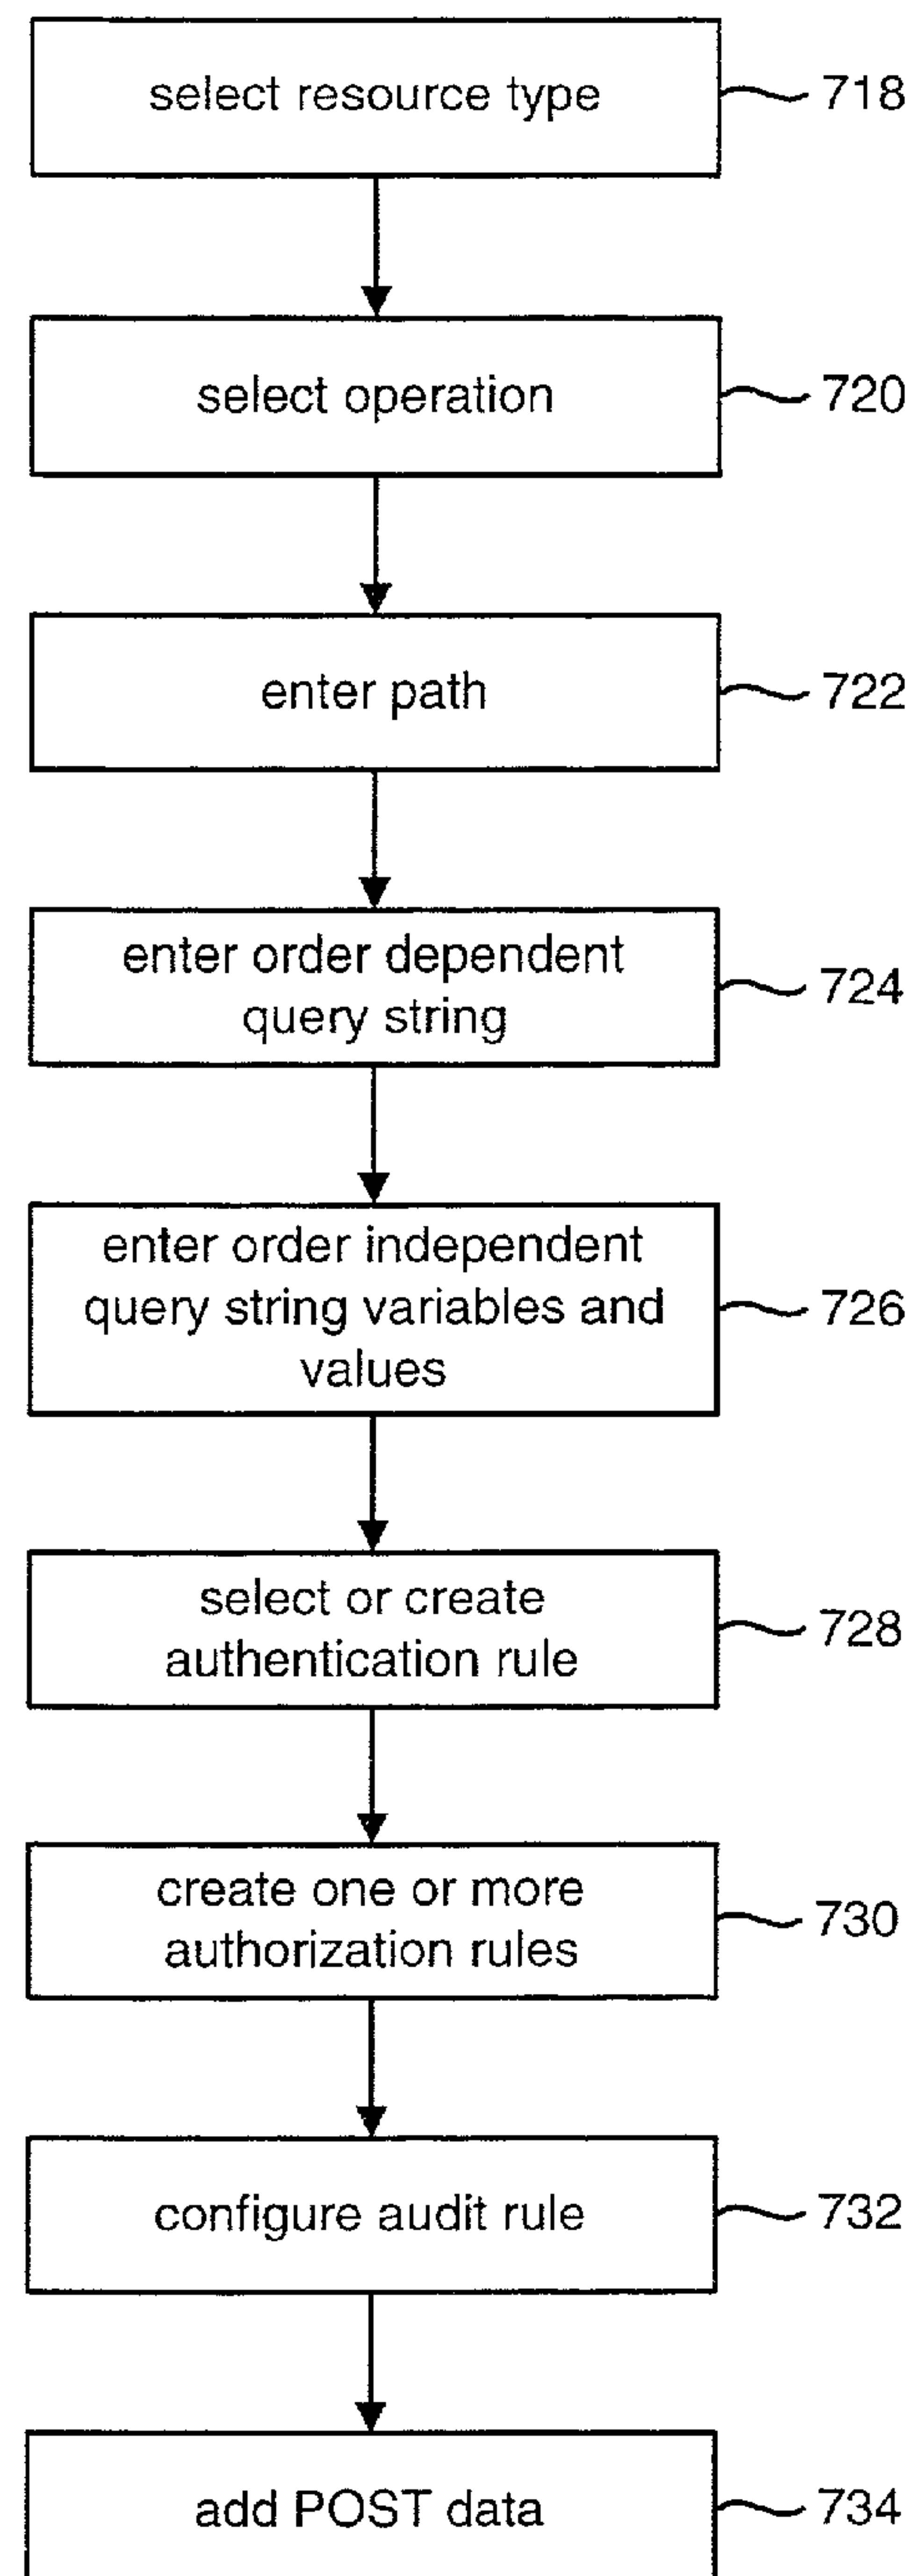 select resource type
718
select operation
720
enter path
722
enter order dependent
query string
724
enter order independent
query string variables and
values
726
select or create
authentication rule
728
create one or more
authorization rules
730
configure audit rule
732
add POST data
734